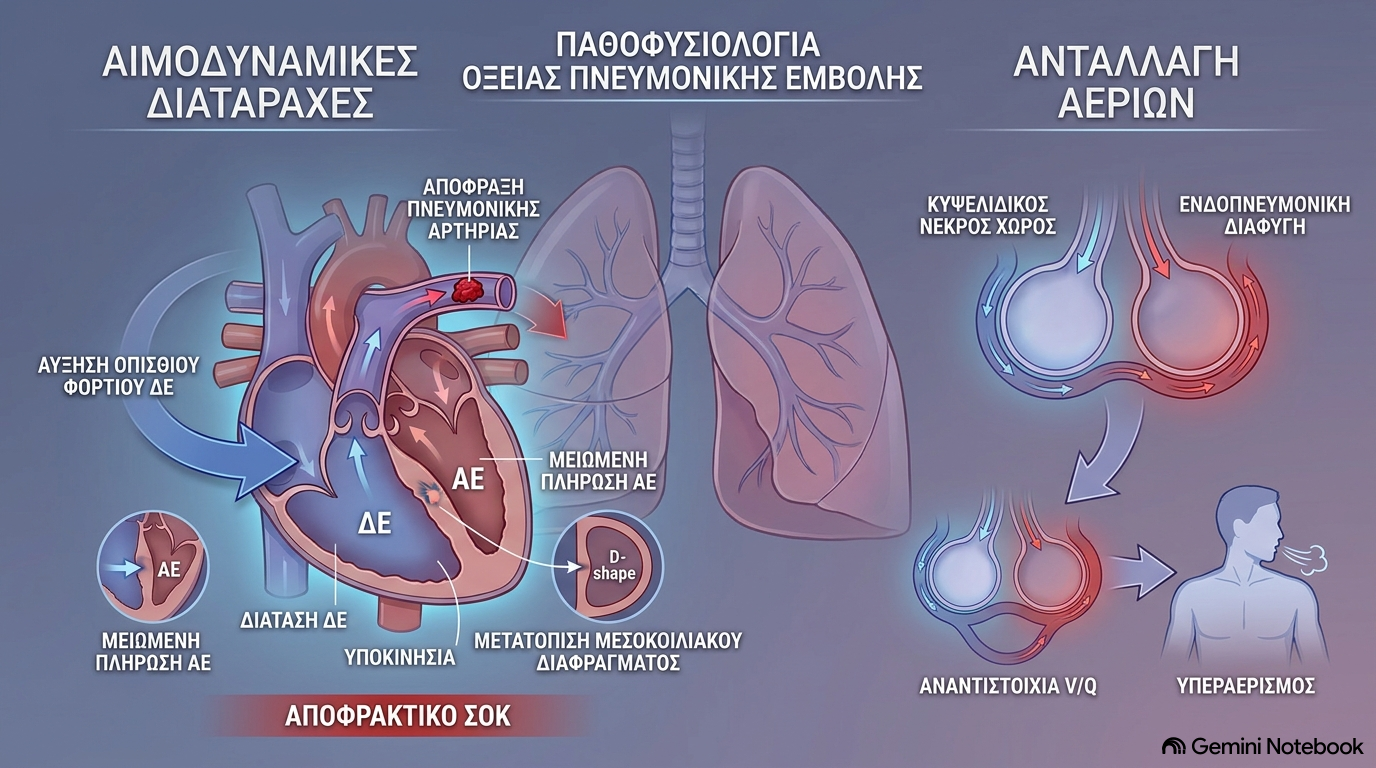 ΑΙΜΟΔΥΝΑΜΙΚΕΣ
ΔΙΑΤΑΡΑΧΕΣ
ΠΑΘΟΦΥΣΙΟΛΟΓΙΑ
ΟΞΕΙΑΣ ΠΝΕΥΜΟΝΙΚΗΣ ΕΜΒΟΛΗΣ
ΑΝΤΑΛΛΑΓΗ
ΑΕΡΙΩΝ
ΑΠΟΦΡΑΞΗ
ΠΝΕΥΜΟΝΙΚΗΣ
ΑΡΤΗΡΙΑΣ
ΑΥΞΗΣΗ ΟΠΙΣΘΙΟΥ
ΦΟΡΤΙΟΥ ΔΕ
ΑΕ
ΔΕ
ΜΕΙΩΜΕΝΗ
ΠΛΗΡΩΣΗ ΑΕ
ΑΕ
ΜΕΙΩΜΕΝΗ
ΠΛΗΡΩΣΗ ΑΕ
ΔΙΑΤΑΣΗ ΔΕ
ΥΠΟΚΙΝΗΣΙΑ
D-
shape
ΜΕΤΑΤΟΠΙΣΗ ΜΕΣΟΚΟΙΛΙΑΚΟΥ
ΔΙΑΦΡΑΓΜΑΤΟΣ
ΑΠΟΦΡΑΚΤΙΚΟ ΣΟΚ
ΚΥΨΕΛΙΔΙΚΟΣ
ΝΕΚΡΟΣ ΧΩΡΟΣ
ΕΝΔΟΠΝΕΥΜΟΝΙΚΗ
ΔΙΑΦΥΓΗ
ΑΝΑΝΤΙΣΤΟΙΧΙΑ V/Q
ΥΠΕΡΑΕΡΙΣΜΟΣ
Gemini Notebook